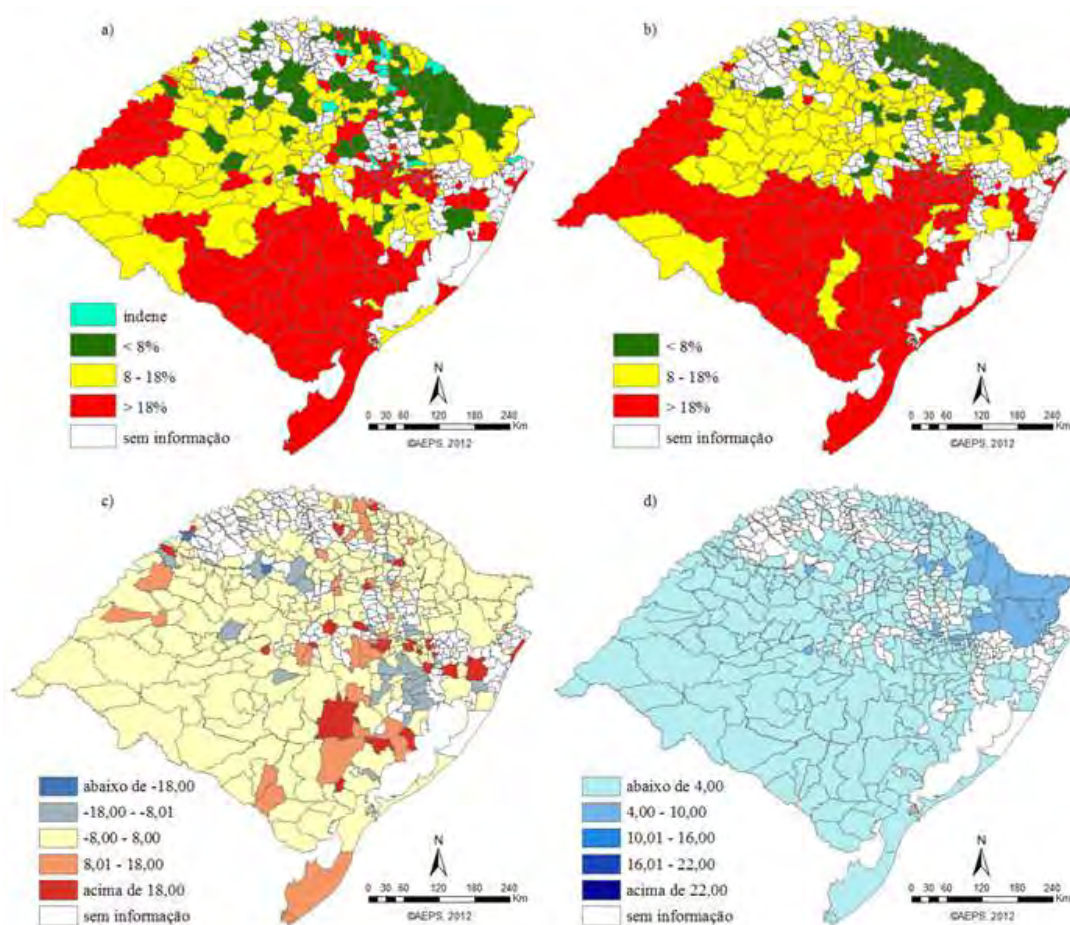 a)
indene
< 8%
8 - 18%
> 18%
sem informação
N
0 30 60 120 180 240
Km
©AEPS, 2012
b)
< 8%
8 - 18%
> 18%
sem informação
N
0 30 60 120 180 240
Km
©AEPS, 2012
c)
abaixo de -18,00
-18,00 - -8,01
-8,00 - 8,00
8,01 - 18,00
acima de 18,00
sem informação
N
0 30 60 120 180 240
Km
©AEPS, 2012
d)
abaixo de 4,00
4,00 - 10,00
10,01 - 16,00
16,01 - 22,00
acima de 22,00
sem informação
N
0 30 60 120 180 240
Km
©AEPS, 2012